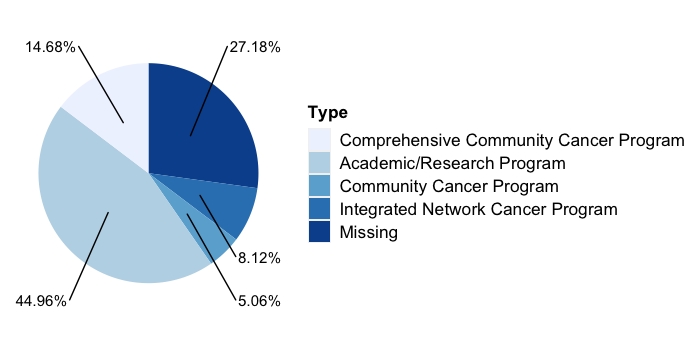 14.68%
27.18%
Type
Comprehensive Community Cancer Program
Academic/Research Program
Community Cancer Program
Integrated Network Cancer Program
Missing
8.12%
44.96%
5.06%